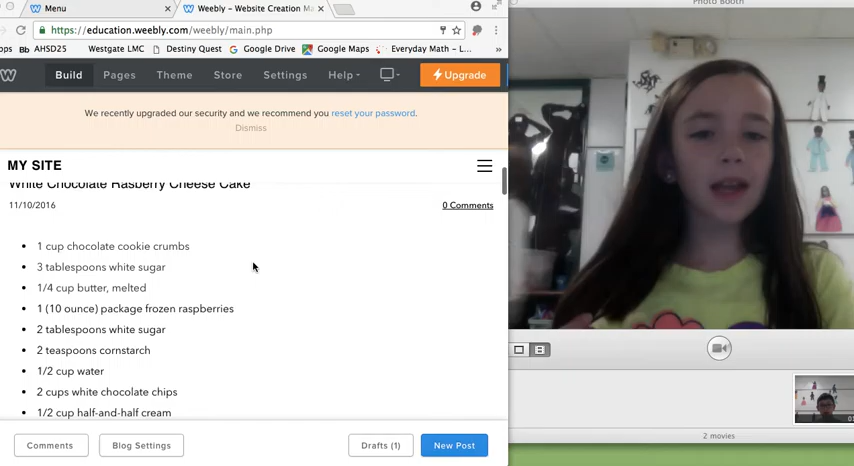 Menu
Weebly - Website Creation M
Photo Booth
https://education.weebly.com/weebly/main.php
pps
Bb AHSD25
Westgate LMC
Destiny Quest
Google Drive
Google Maps
Everyday Math – L...
»
Build
Pages
Theme
Store
Settings
Help
Upgrade
We recently upgraded our security and we recommend you reset your password.
Dismiss
MY SITE
White Chocolate Rasberry Cheese Cake
11/10/2016
0 Comments
1 cup chocolate cookie crumbs
3 tablespoons white sugar
1/4 cup butter, melted
1 (10 ounce) package frozen raspberries
2 tablespoons white sugar
2 teaspoons cornstarch
1/2 cup water
2 cups white chocolate chips
1/2 cup half-and-half cream
Comments
Blog Settings
Drafts (1)
New Post
2 movies